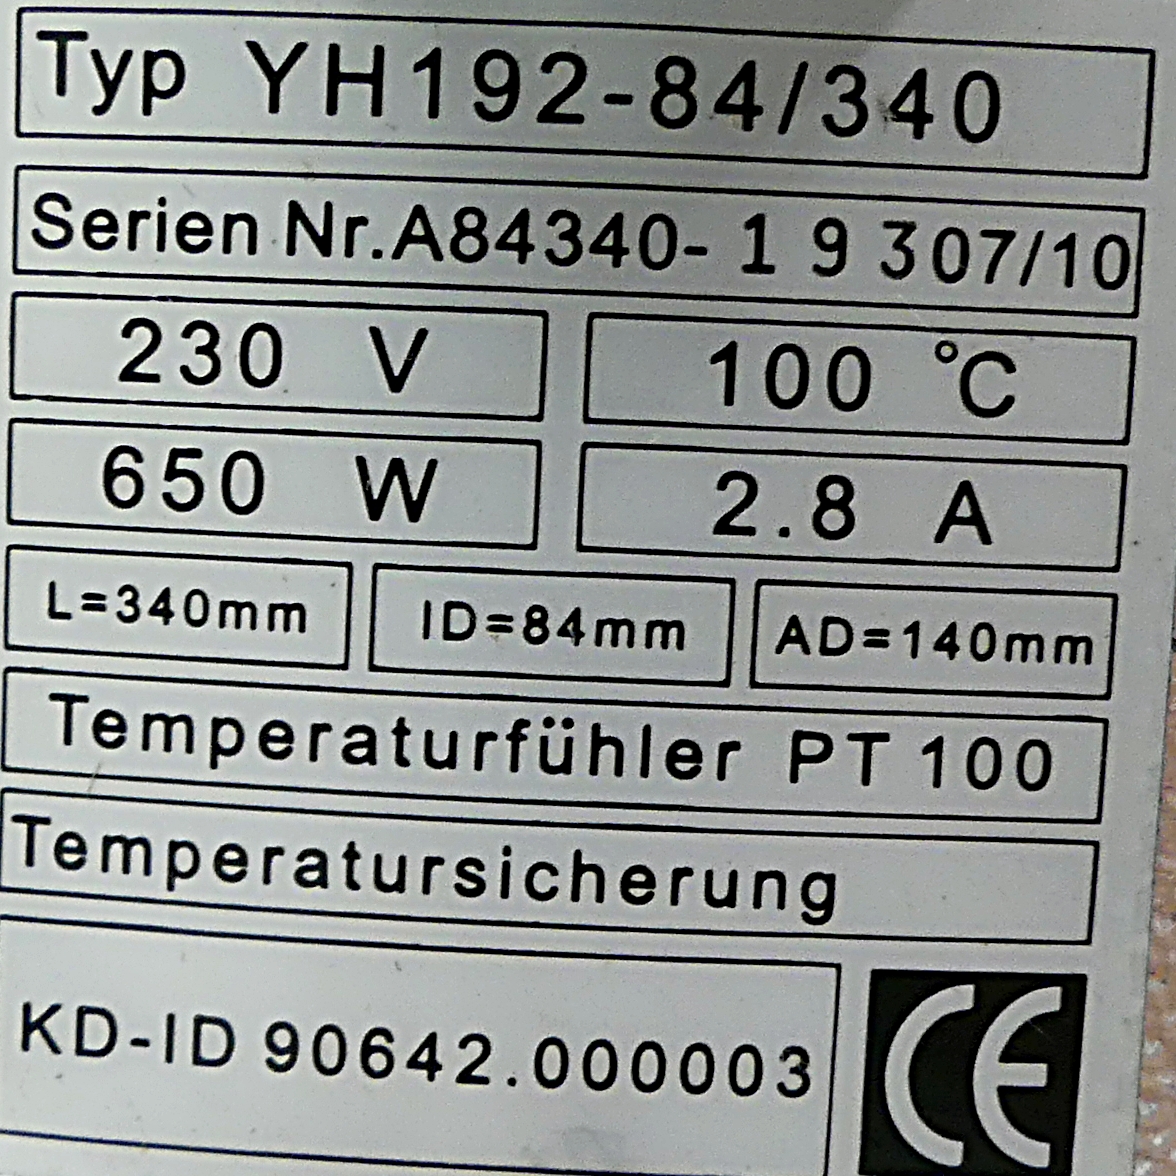 Typ YH192-84/340
Serien Nr.A84340- 1 9 307/10
230 V 100 °C
650 W 2.8 A
L=340mm ID=84mm AD=140mm
Temperaturfühler PT 100
Temperatursicherung
KD-ID 90642.000003 CE